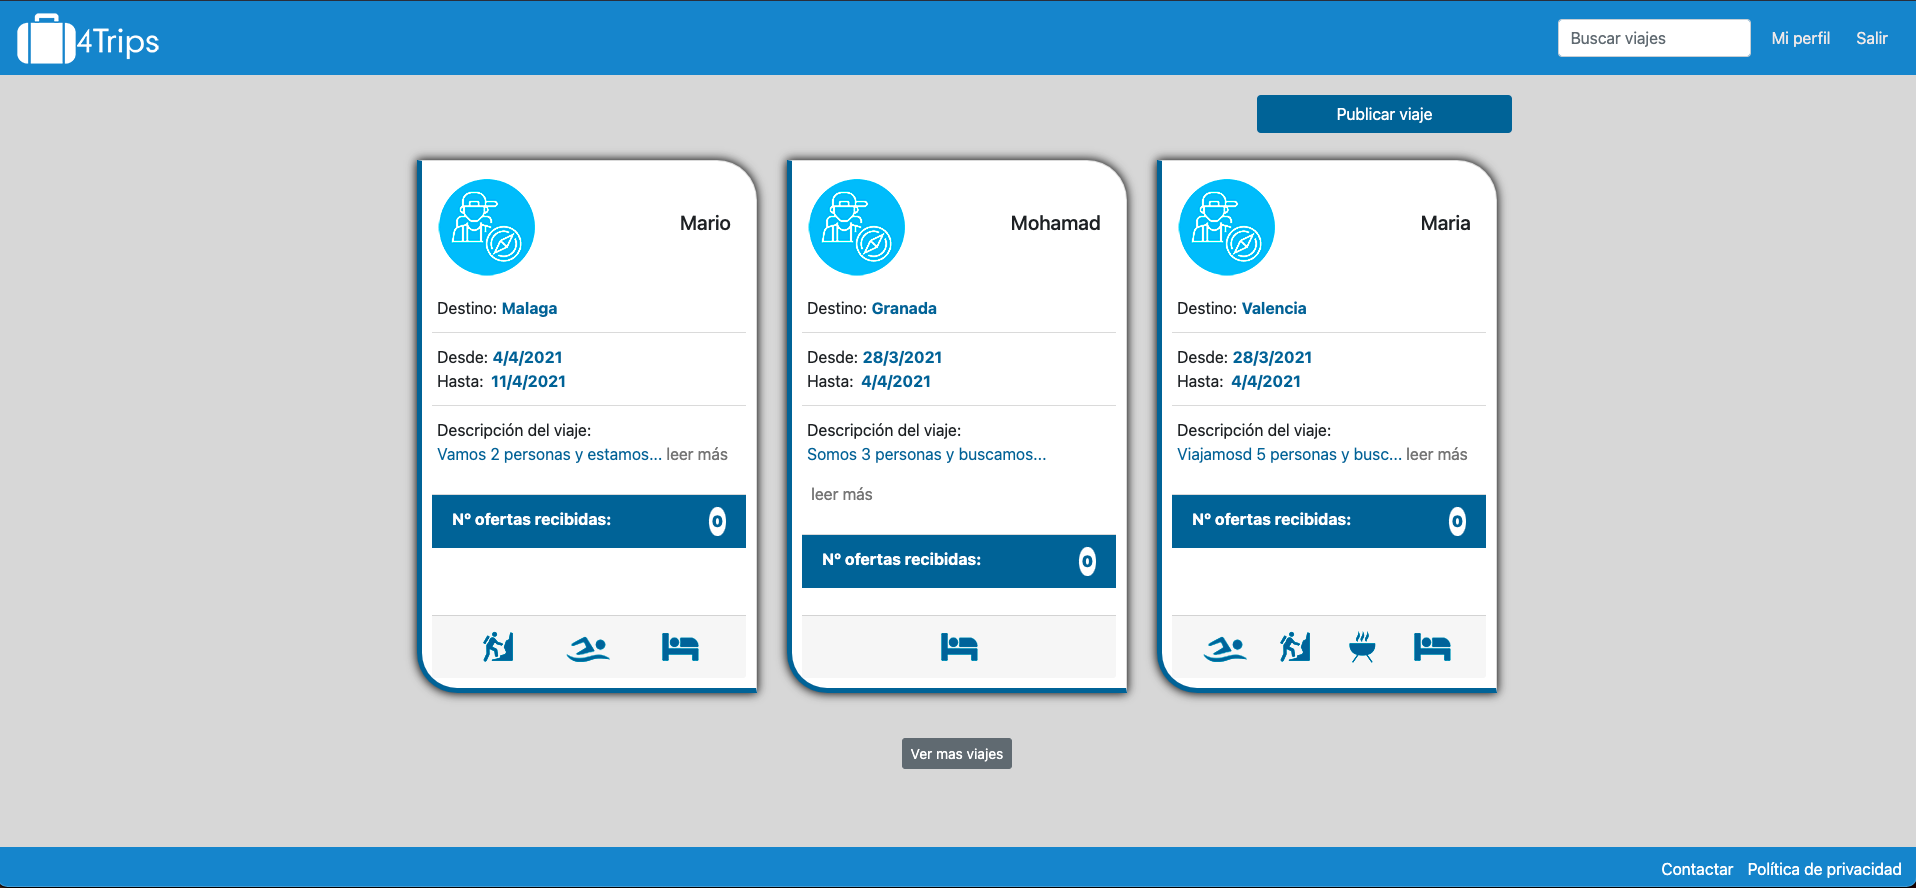 4Trips
Buscar viajes
Mi perfil
Salir
Publicar viaje
Mario
Destino: Malaga
Desde: 4/4/2021
Hasta: 11/4/2021
Descripción del viaje:
Vamos 2 personas y estamos... leer más
Nº ofertas recibidas: 0
Mohamad
Destino: Granada
Desde: 28/3/2021
Hasta: 4/4/2021
Descripción del viaje:
Somos 3 personas y buscamos...
leer más
Nº ofertas recibidas: 0
Maria
Destino: Valencia
Desde: 28/3/2021
Hasta: 4/4/2021
Descripción del viaje:
Viajamosd 5 personas y busc... leer más
Nº ofertas recibidas: 0
Ver mas viajes
Contactar
Política de privacidad